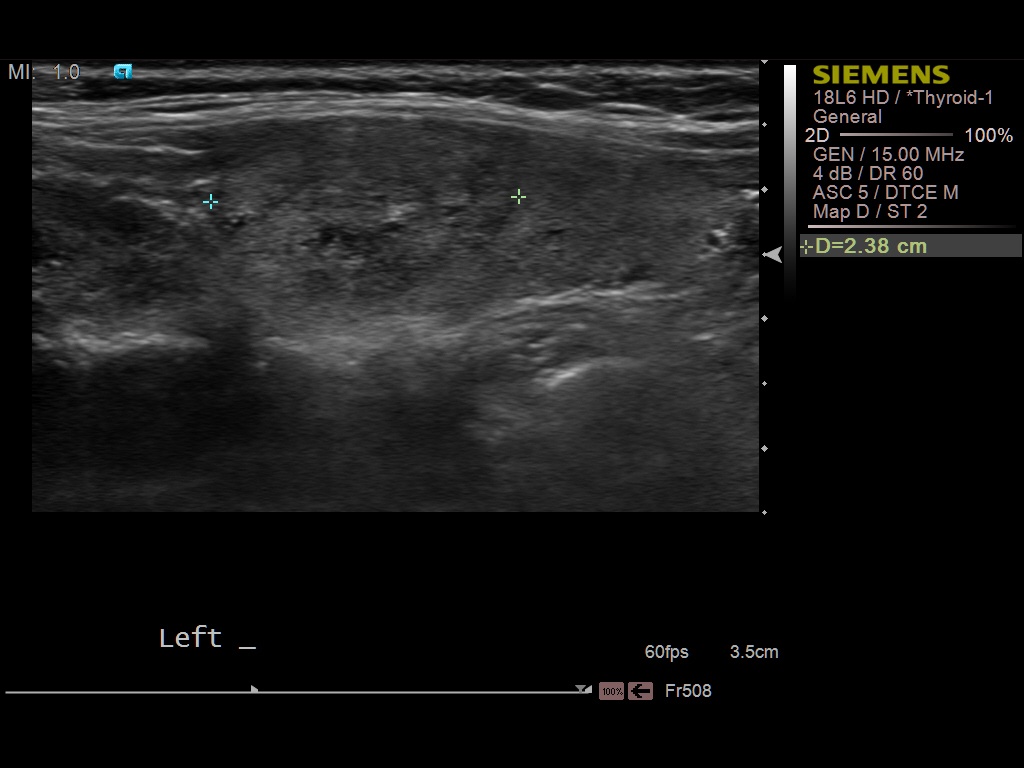 MI: 1.0
SIEMENS
18L6 HD / *Thyroid-1
General
2D 100%
GEN / 15.00 MHz
4 dB / DR 60
ASC 5 / DTCE M
Map D / ST 2
D=2.38 cm
Left _
60fps 3.5cm
100% Fr508